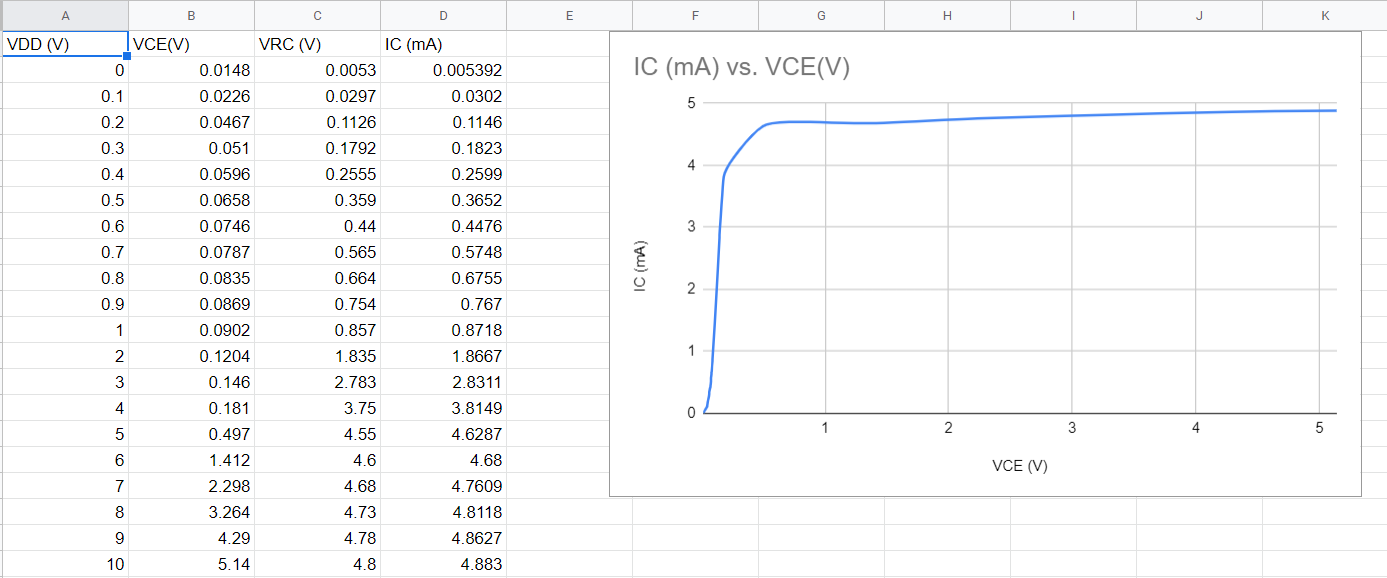 A B C D E F G H I J K
VDD (V) VCE(V) VRC (V) IC (mA)
0 0.0148 0.0053 0.005392
0.1 0.0226 0.0297 0.0302
0.2 0.0467 0.1126 0.1146
0.3 0.051 0.1792 0.1823
0.4 0.0596 0.2555 0.2599
0.5 0.0658 0.359 0.3652
0.6 0.0746 0.44 0.4476
0.7 0.0787 0.565 0.5748
0.8 0.0835 0.664 0.6755
0.9 0.0869 0.754 0.767
1 0.0902 0.857 0.8718
2 0.1204 1.835 1.8667
3 0.146 2.783 2.8311
4 0.181 3.75 3.8149
5 0.497 4.55 4.6287
6 1.412 4.6 4.68
7 2.298 4.68 4.7609
8 3.264 4.73 4.8118
9 4.29 4.78 4.8627
10 5.14 4.8 4.883
IC (mA) vs. VCE(V)
IC (mA)
5
4
3
2
1
0
1 2 3 4 5
VCE (V)